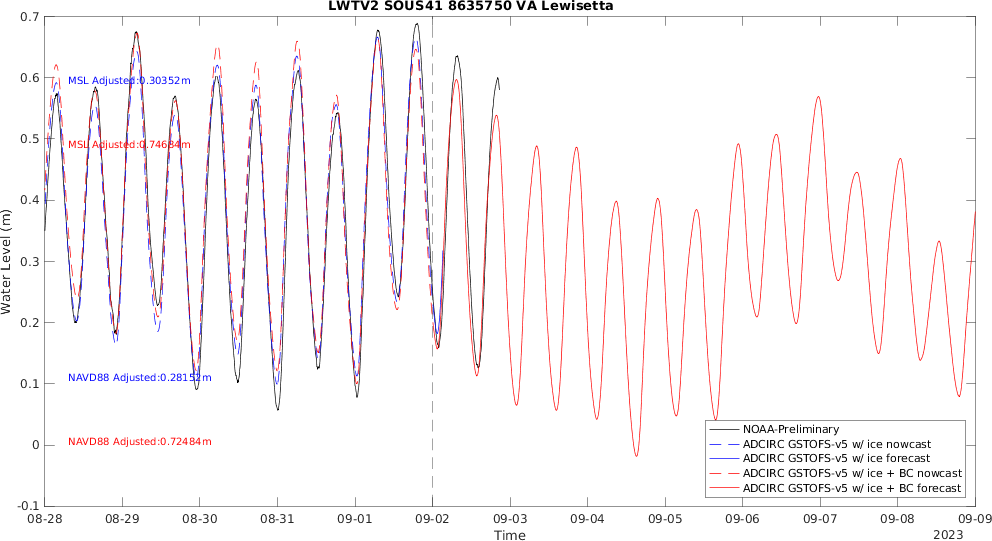 LWTV2 SOUS41 8635750 VA Lewisetta
0.7
0.6
0.5
0.4
0.3
0.2
0.1
0
-0.1
Water Level (m)
MSL Adjusted:0.30352m
MSL Adjusted:0.74684m
NAVD88 Adjusted:0.28152m
NAVD88 Adjusted:0.72484m
NOAA-Preliminary
ADCIRC GSTOFS-v5 w/ ice nowcast
ADCIRC GSTOFS-v5 w/ ice forecast
ADCIRC GSTOFS-v5 w/ ice + BC nowcast
ADCIRC GSTOFS-v5 w/ ice + BC forecast
08-28 08-29 08-30 08-31 09-01 09-02 09-03 09-04 09-05 09-06 09-07 09-08 09-09
Time
2023